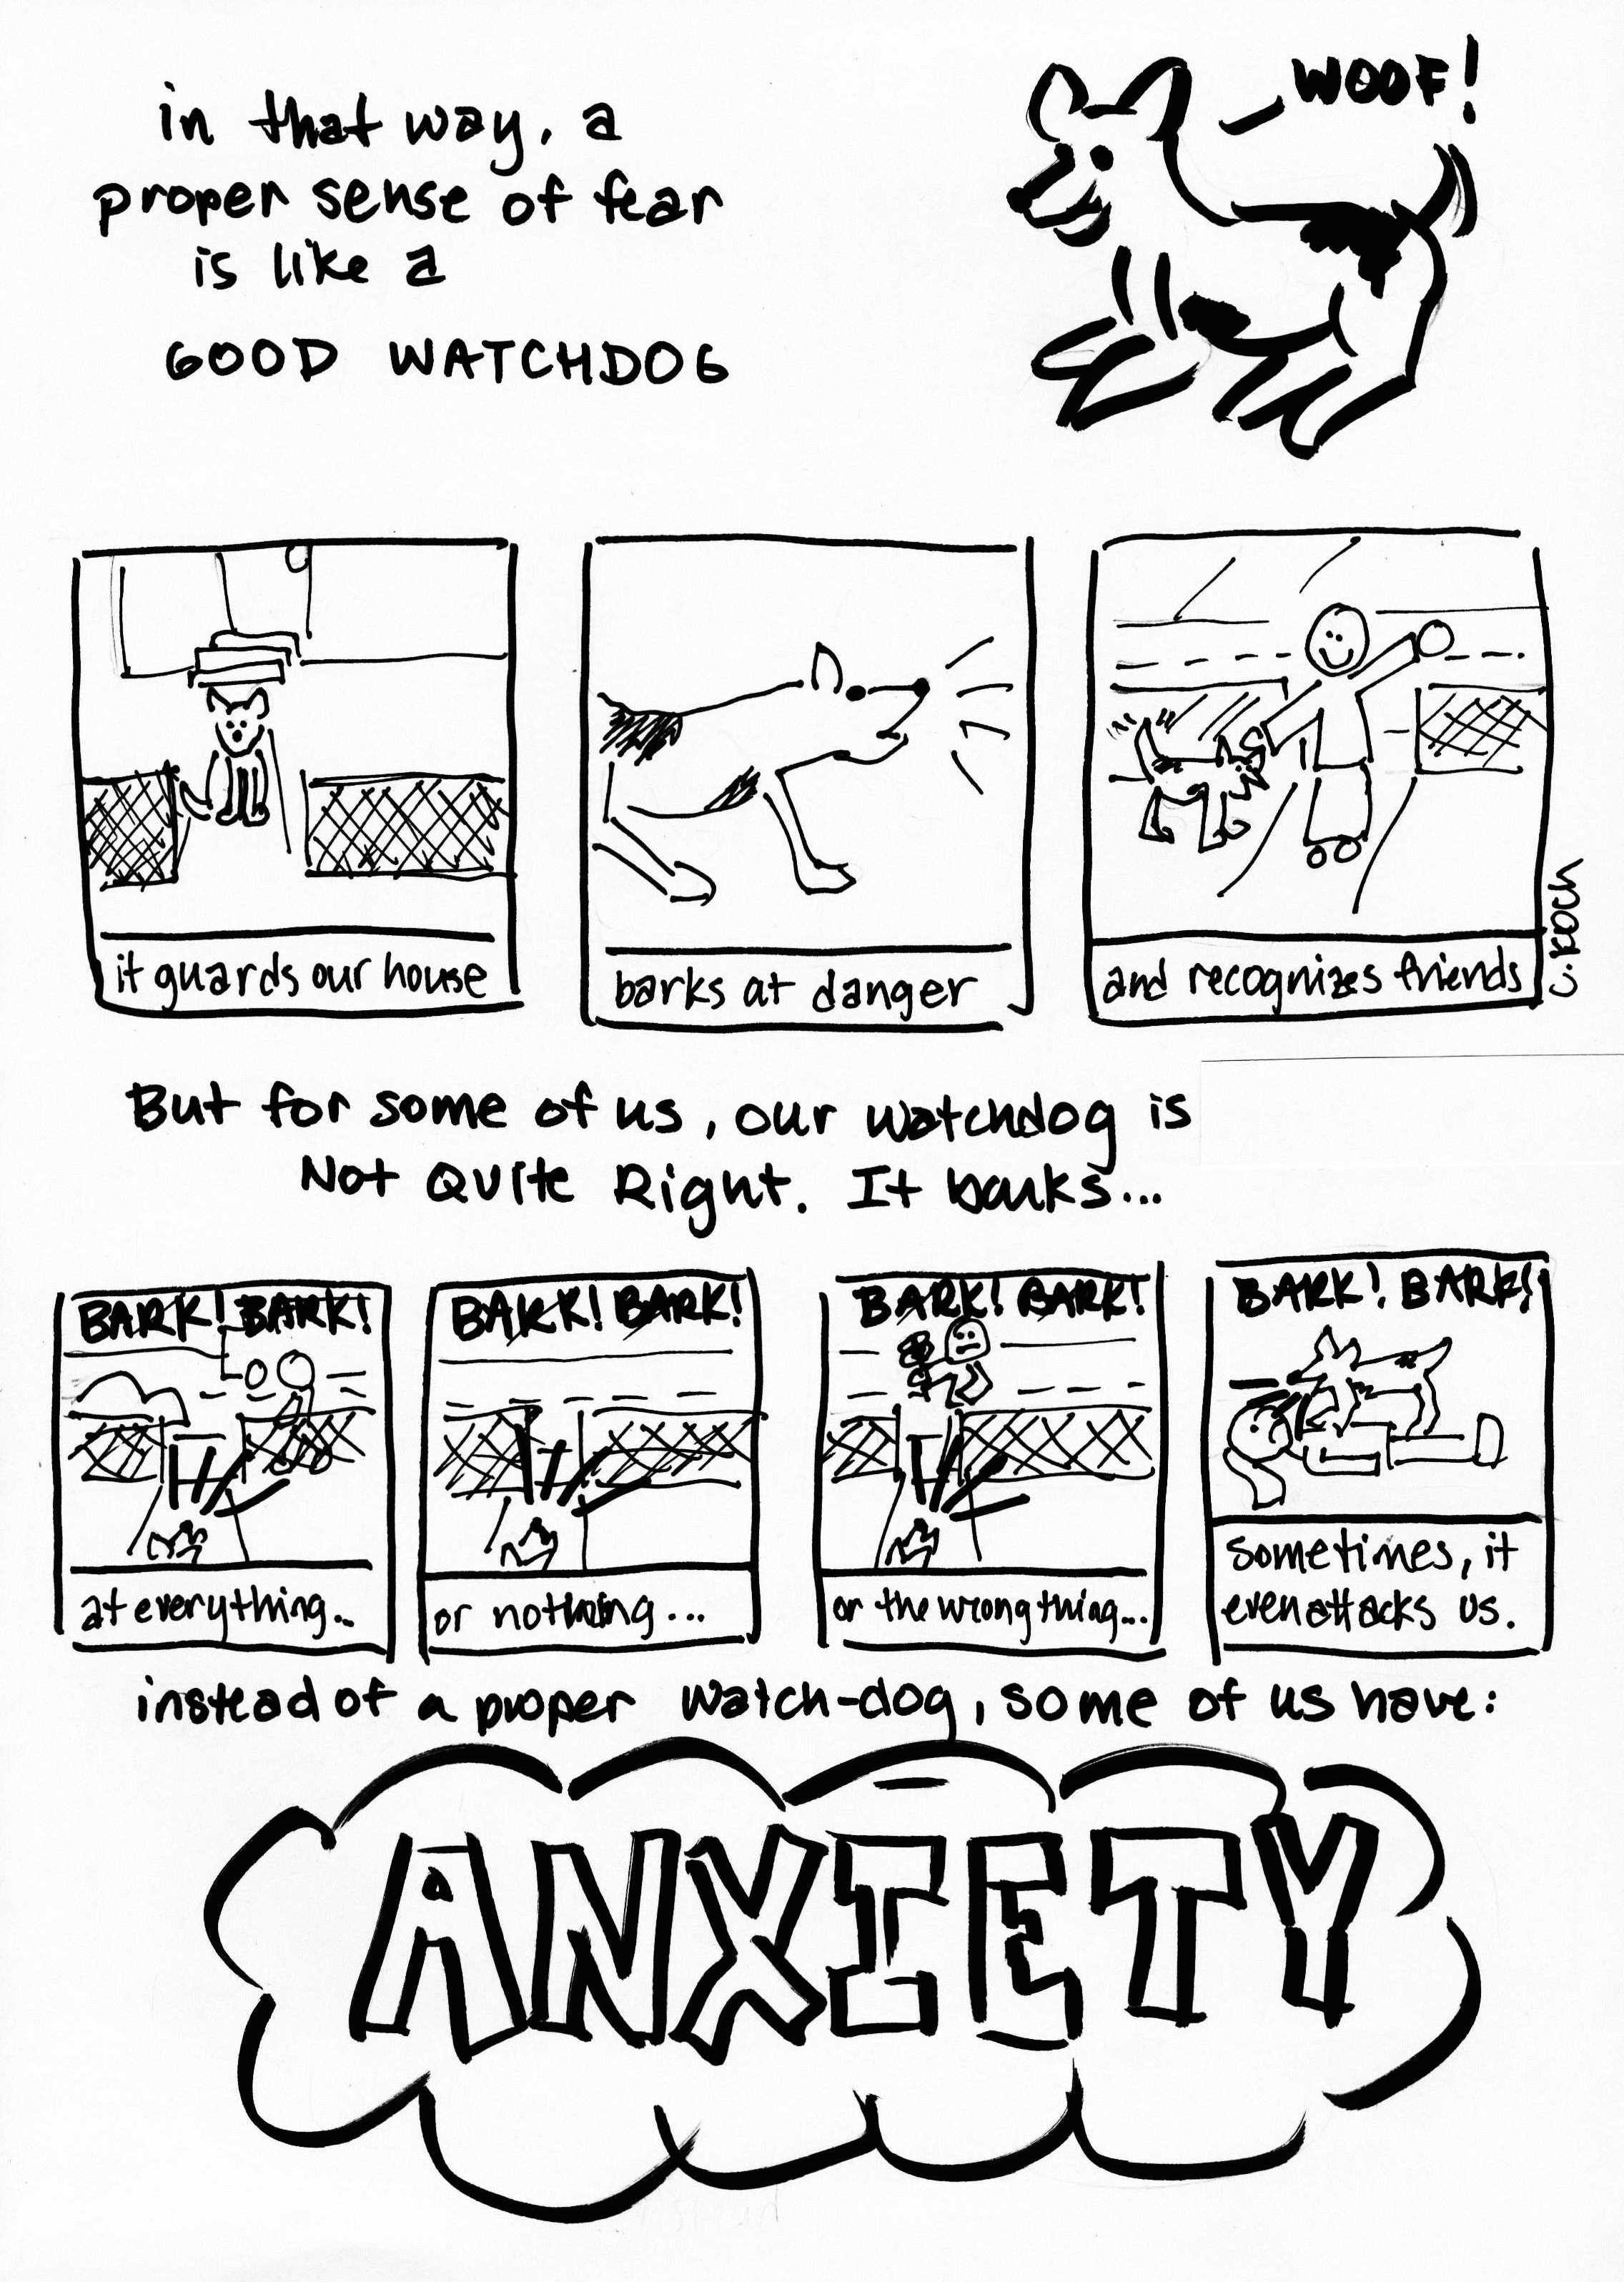 in that way, a
proper sense of fear
is like a
GOOD WATCHDOG
WOOF!
it guards our house
barks at danger
and recognizes friends
J. KOCH
But for some of us, our watchdog is
Not Quite Right. It barks...
BARK! BARK!
at everything...
BARK! BARK!
or nothing...
BARK! BARK!
or the wrong thing...
BARK! BARK!
sometimes, it
even attacks us.
instead of a proper watch-dog, some of us have:
ANXIETY